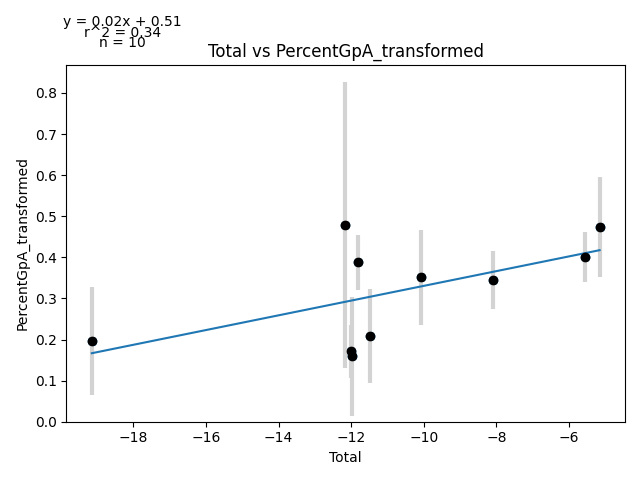 y = 0.02x + 0.51
r^2 = 0.34
n = 10
Total vs PercentGpA_transformed
PercentGpA_transformed
0.8
0.7
0.6
0.5
0.4
0.3
0.2
0.1
0.0
−18
−16
−14
−12
−10
−8
−6
Total